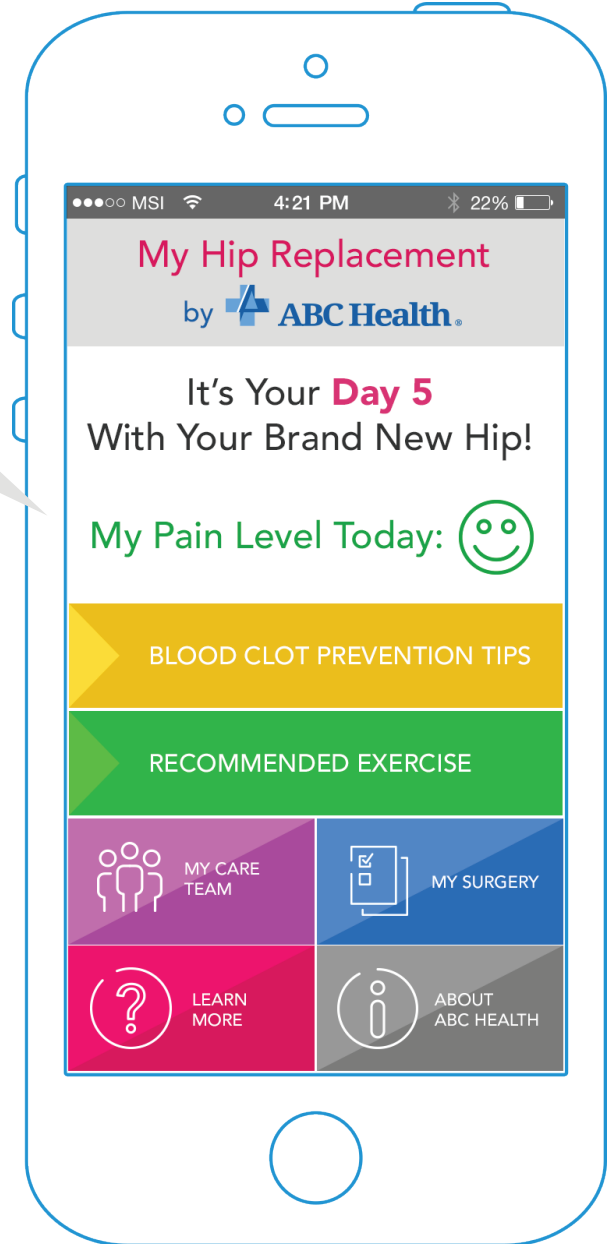 MSI 4:21 PM 22%
My Hip Replacement
by ABC Health®
It's Your Day 5
With Your Brand New Hip!
My Pain Level Today:
BLOOD CLOT PREVENTION TIPS
RECOMMENDED EXERCISE
MY CARE
TEAM
MY SURGERY
LEARN
MORE
ABOUT
ABC HEALTH